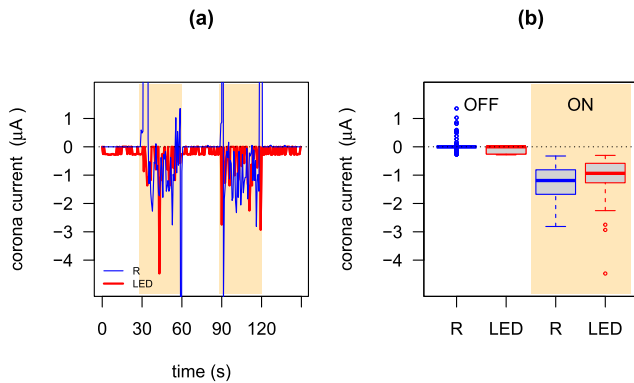 (a)
corona current (µA)
1
0
−1
−2
−3
−4
R
LED
0 30 60 90 120
time (s)
(b)
corona current (µA)
1
0
−1
−2
−3
−4
OFF ON
R LED R LED